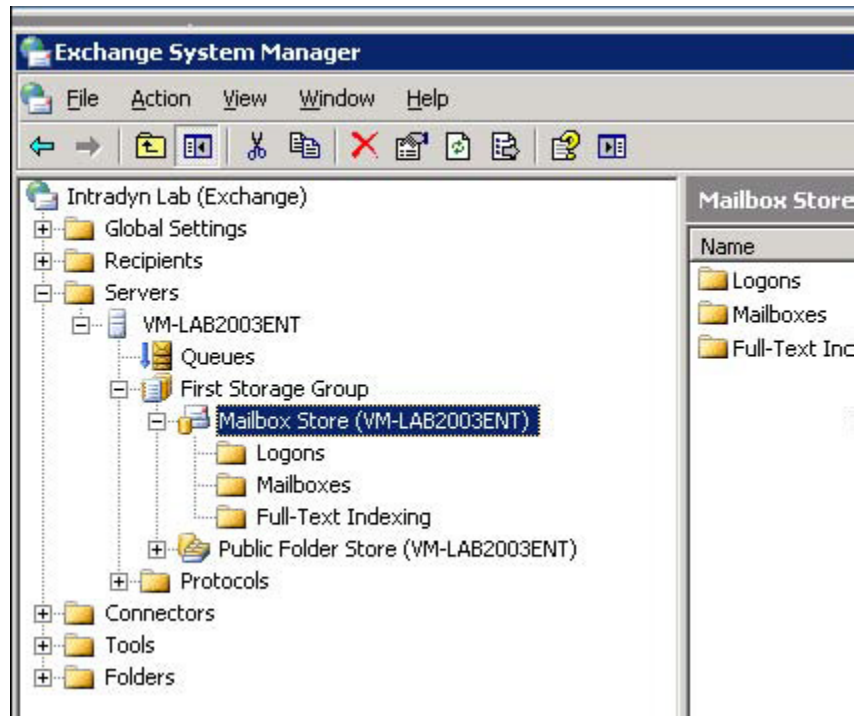 Exchange System Manager
File Action View Window Help
Intradyn Lab (Exchange)
Global Settings
Recipients
Servers
VM-LAB2003ENT
Queues
First Storage Group
Mailbox Store (VM-LAB2003ENT)
Logons
Mailboxes
Full-Text Indexing
Public Folder Store (VM-LAB2003ENT)
Protocols
Connectors
Tools
Folders
Mailbox Store
Name
Logons
Mailboxes
Full-Text Inc